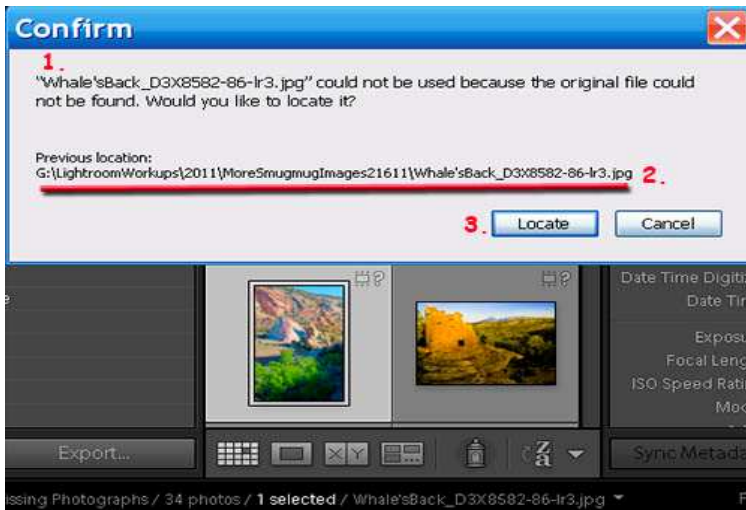 Confirm
1.
"Whale'sBack_D3X8582-86-lr3.jpg" could not be used because the original file could
not be found. Would you like to locate it?
Previous location:
G:\LightroomWorkups\2011\MoreSmugmugImages21611\Whale'sBack_D3X8582-86-lr3.jpg 2.
3. Locate Cancel
? ?
Date Time Digiti
Date Tim
Exposu
Focal Leng
ISO Speed Rati
Mod
Export...
X Y
Z
a
Sync Metada
issing Photographs / 34 photos / 1 selected / Whale'sBack_D3X8582-86-lr3.jpg